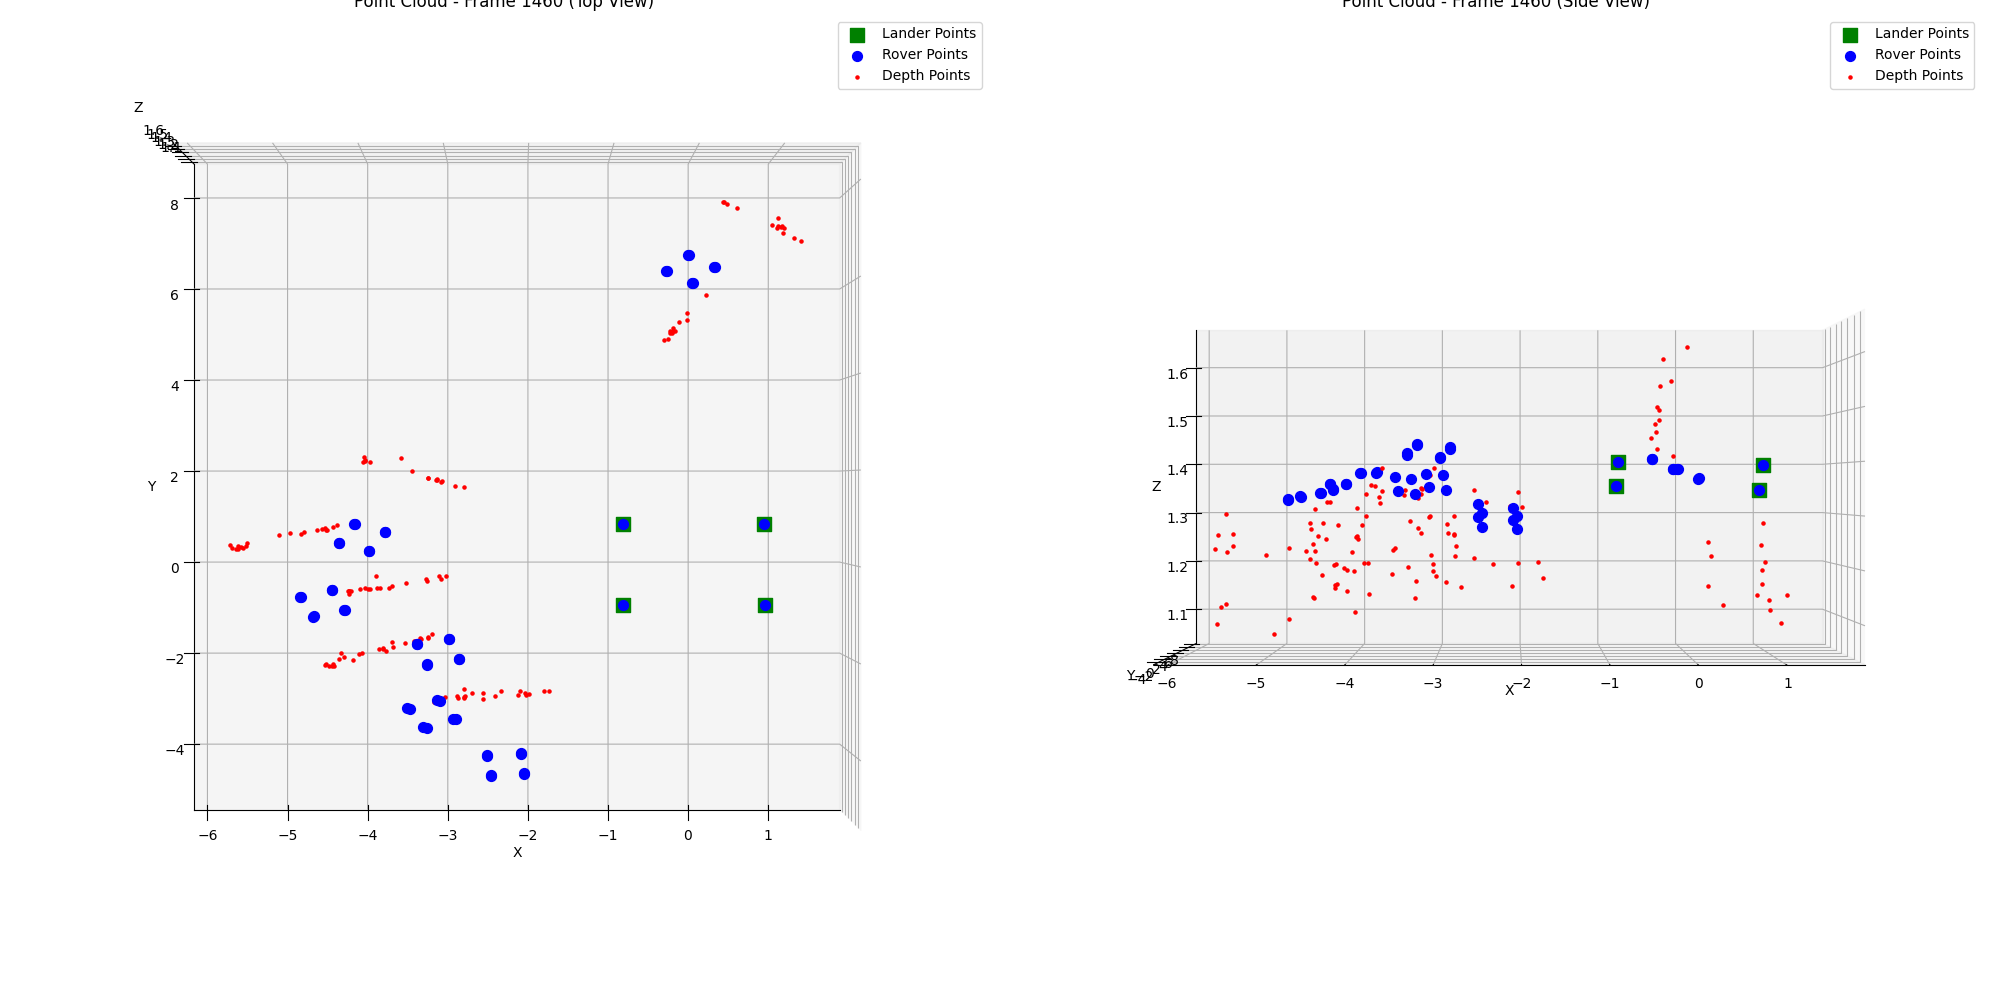 Point Cloud - Frame 1460 (Top View)
Lander Points
Rover Points
Depth Points
Z
1.6
8
6
4
2
0
−2
−4
Y
−6
−5
−4
−3
−2
−1
0
1
X
Point Cloud - Frame 1460 (Side View)
Lander Points
Rover Points
Depth Points
1.6
1.5
1.4
1.3
1.2
1.1
Z
Y
−6
−5
−4
−3
−2
−1
0
1
X